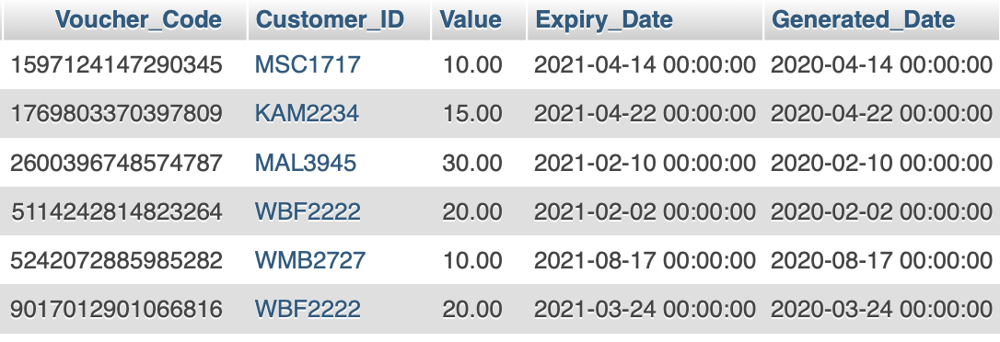 Voucher_Code Customer_ID Value Expiry_Date Generated_Date
1597124147290345 MSC1717 10.00 2021-04-14 00:00:00 2020-04-14 00:00:00
1769803370397809 KAM2234 15.00 2021-04-22 00:00:00 2020-04-22 00:00:00
2600396748574787 MAL3945 30.00 2021-02-10 00:00:00 2020-02-10 00:00:00
5114242814823264 WBF2222 20.00 2021-02-02 00:00:00 2020-02-02 00:00:00
5242072885985282 WMB2727 10.00 2021-08-17 00:00:00 2020-08-17 00:00:00
9017012901066816 WBF2222 20.00 2021-03-24 00:00:00 2020-03-24 00:00:00